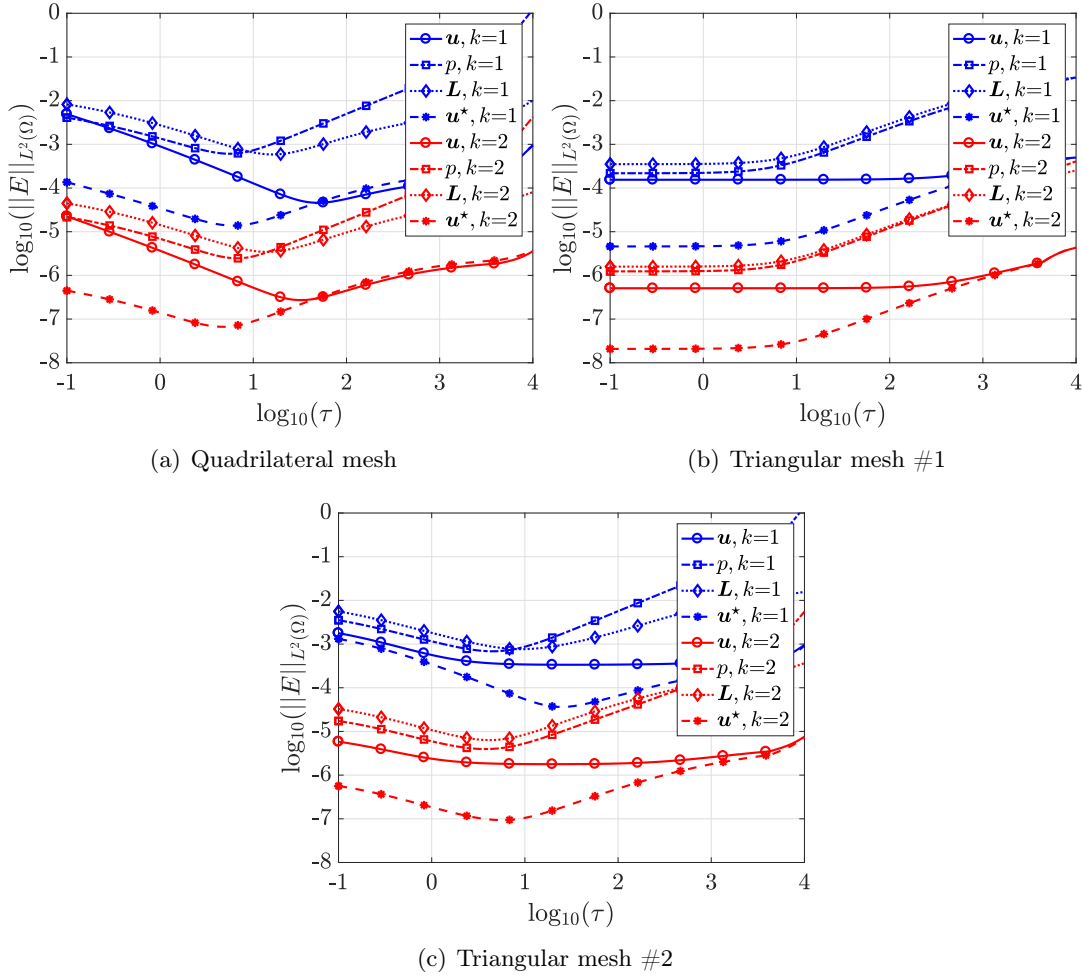 0
-1
-2
-3
-4
-5
-6
-7
-8
log10(||E||L2(Ω))
u, k=1
p, k=1
L, k=1
u⋆, k=1
u, k=2
p, k=2
L, k=2
u⋆, k=2
-1 0 1 2 3 4
log10(τ)
(a) Quadrilateral mesh
0
-1
-2
-3
-4
-5
-6
-7
-8
log10(||E||L2(Ω))
u, k=1
p, k=1
L, k=1
u⋆, k=1
u, k=2
p, k=2
L, k=2
u⋆, k=2
-1 0 1 2 3 4
log10(τ)
(b) Triangular mesh #1
0
-1
-2
-3
-4
-5
-6
-7
-8
log10(||E||L2(Ω))
u, k=1
p, k=1
L, k=1
u⋆, k=1
u, k=2
p, k=2
L, k=2
u⋆, k=2
-1 0 1 2 3 4
log10(τ)
(c) Triangular mesh #2